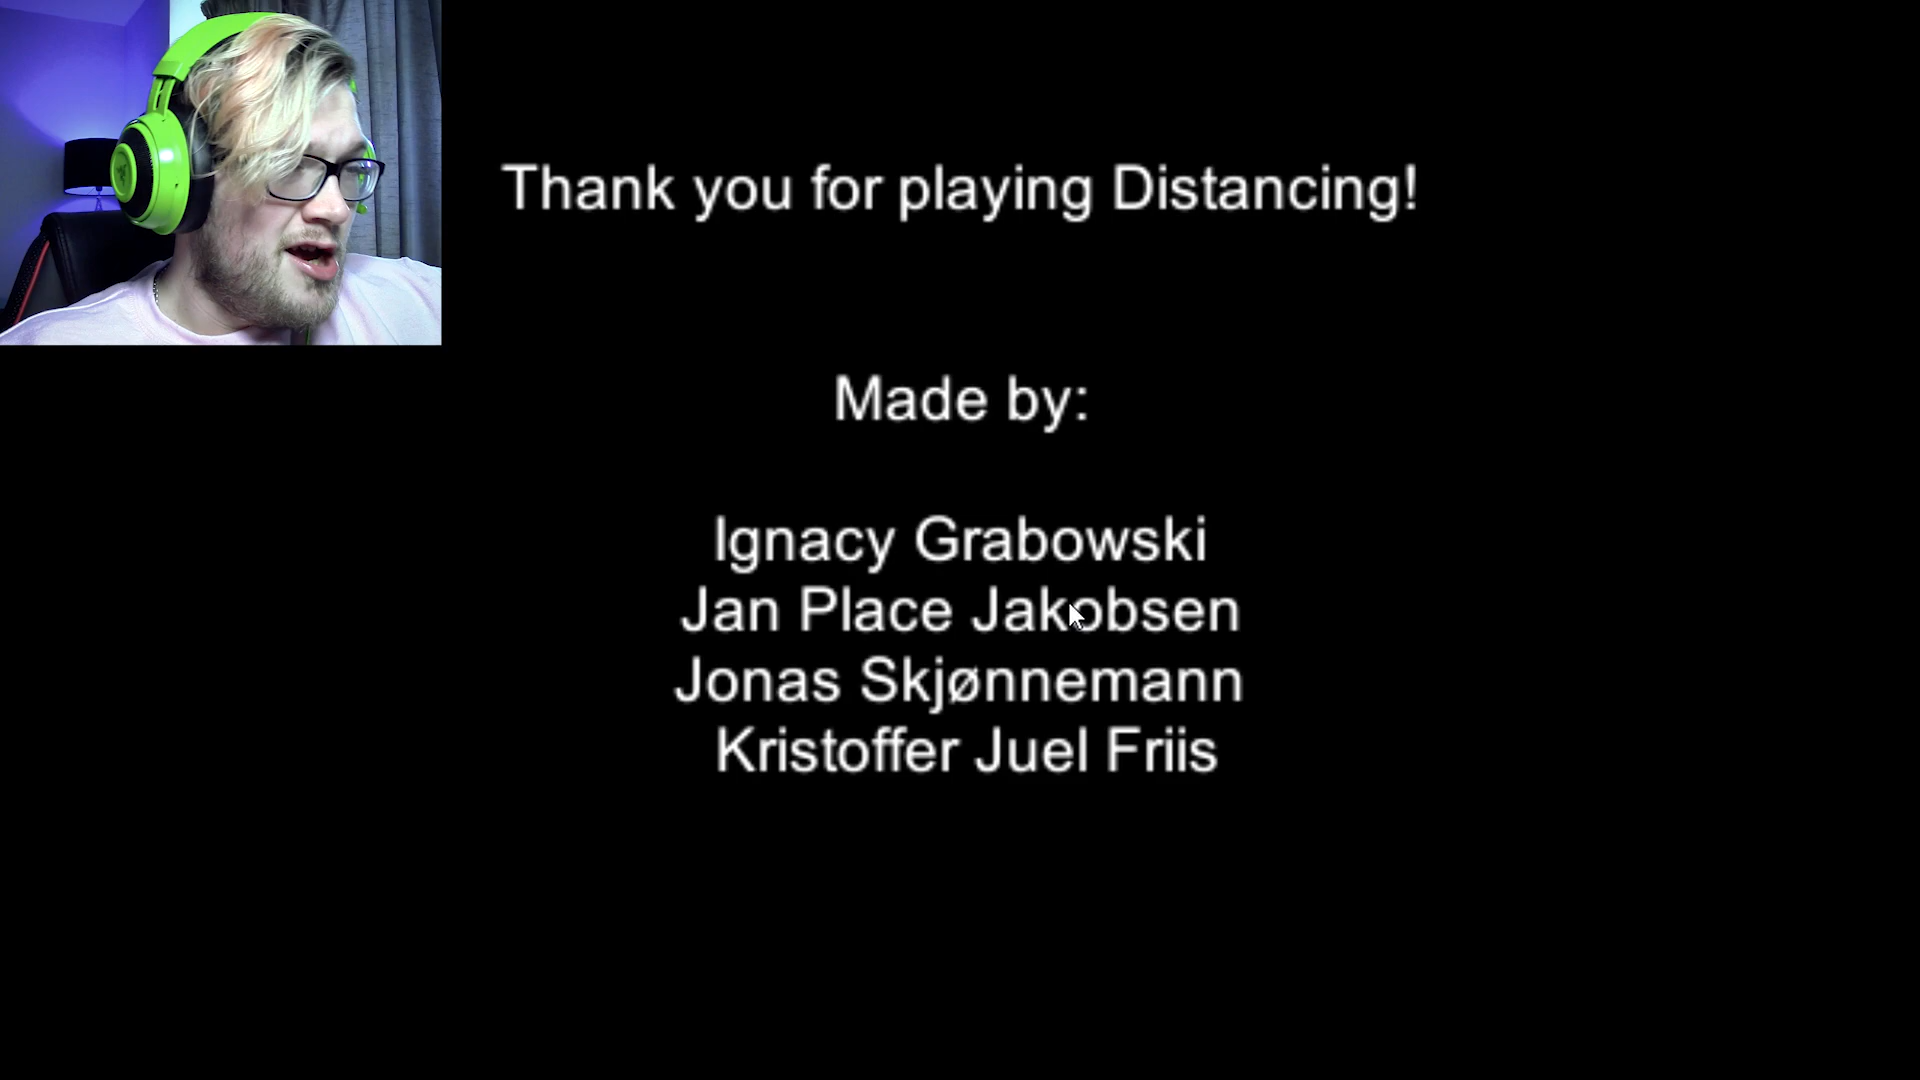 Thank you for playing Distancing!
Made by:
Ignacy Grabowski
Jan Place Jakobsen
Jonas Skjønnemann
Kristoffer Juel Friis